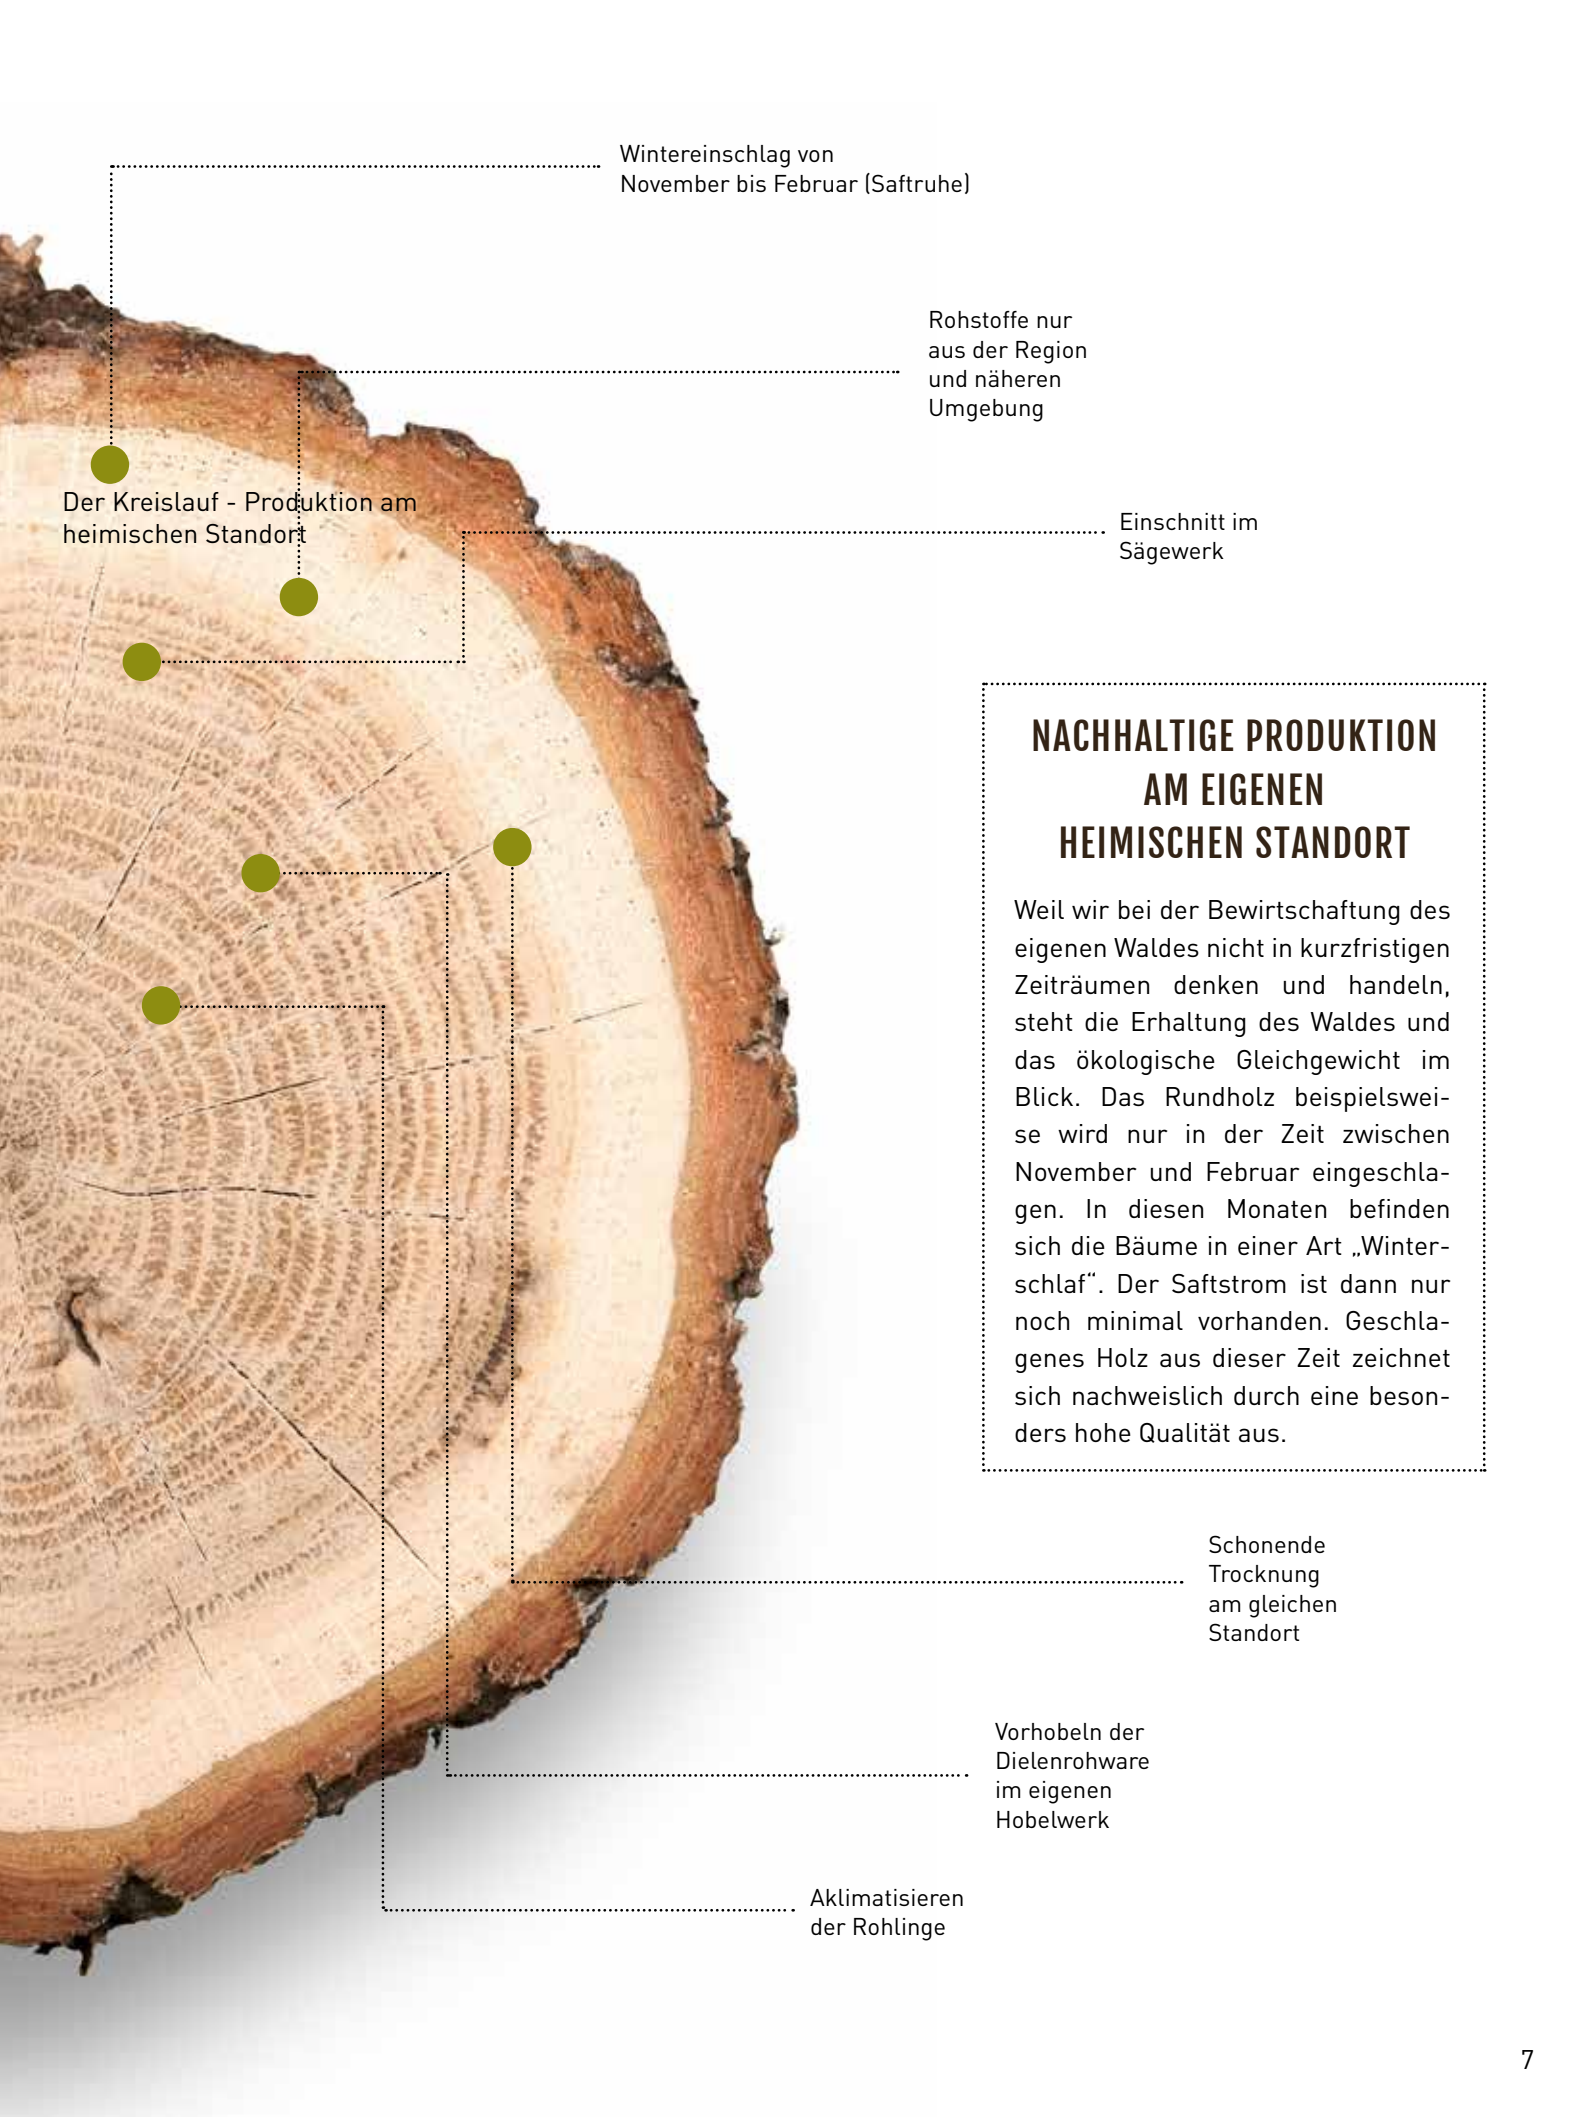 Wintereinschlag von
November bis Februar (Saftruhe)
Rohstoffe nur
aus der Region
und näheren
Umgebung
Der Kreislauf - Produktion am
heimischen Standort
Einschnitt im
Sägewerk
NACHHALTIGE PRODUKTION
AM EIGENEN
HEIMISCHEN STANDORT
Weil wir bei der Bewirtschaftung des
eigenen Waldes nicht in kurzfristigen
Zeiträumen denken und handeln,
steht die Erhaltung des Waldes und
das ökologische Gleichgewicht im
Blick. Das Rundholz beispielswei-
se wird nur in der Zeit zwischen
November und Februar eingeschla-
gen. In diesen Monaten befinden
sich die Bäume in einer Art „Winter-
schlaf“. Der Saftstrom ist dann nur
noch minimal vorhanden. Geschla-
genes Holz aus dieser Zeit zeichnet
sich nachweislich durch eine beson-
ders hohe Qualität aus.
Schonende
Trocknung
am gleichen
Standort
Vorhobeln der
Dielenrohware
im eigenen
Hobelwerk
Aklimatisieren
der Rohlinge
7